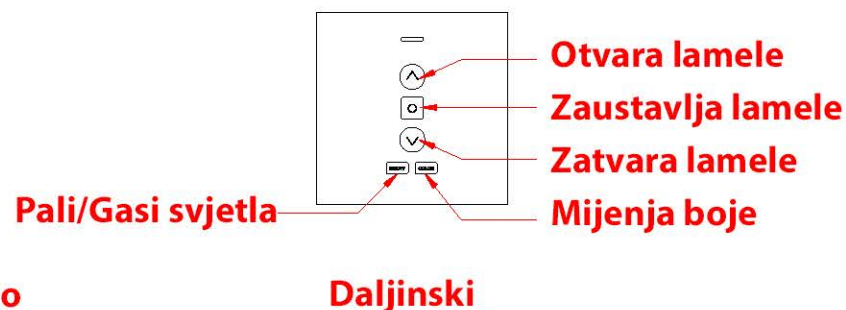 Otvara lamele
Zaustavlja lamele
Zatvara lamele
Pali/Gasi svjetla
Mijenja boje
o
Daljinski